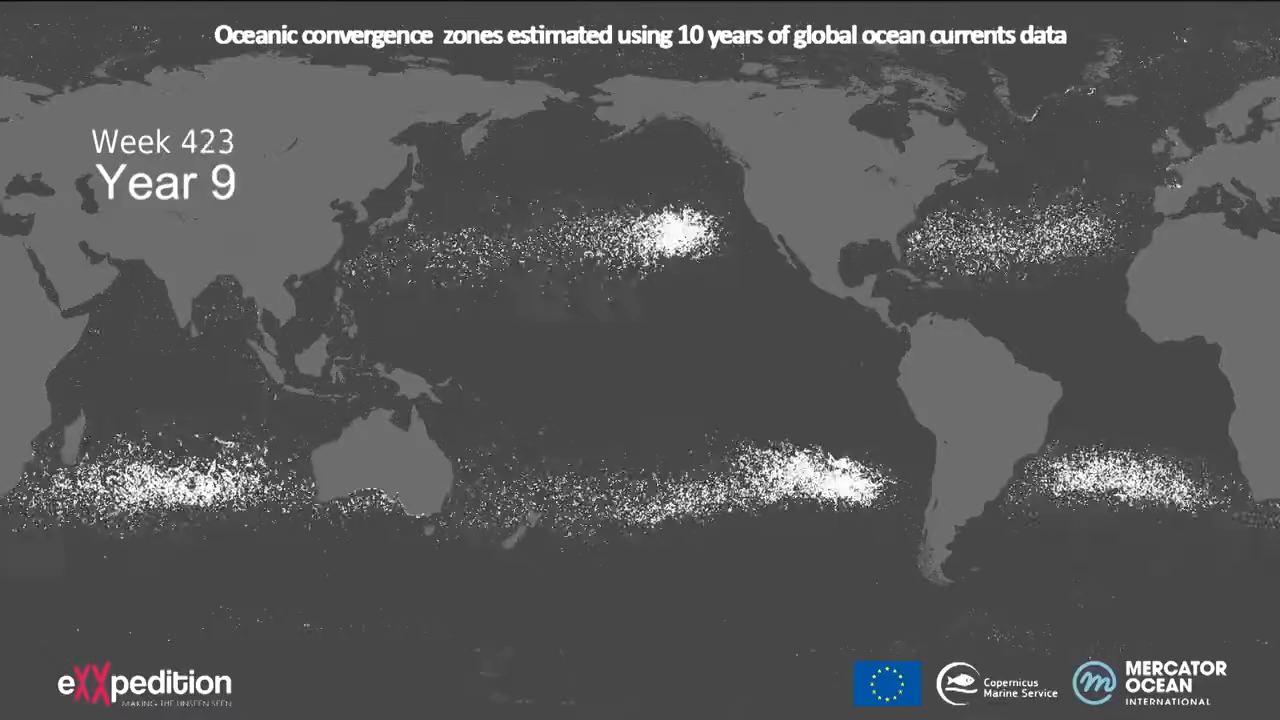 Oceanic convergence zones estimated using 10 years of global ocean currents data
Week 423
Year 9
eXXpedition
MAKING THE UNSEEN SEEN
Copernicus
Marine Service
m
MERCATOR
OCEAN
INTERNATIONAL